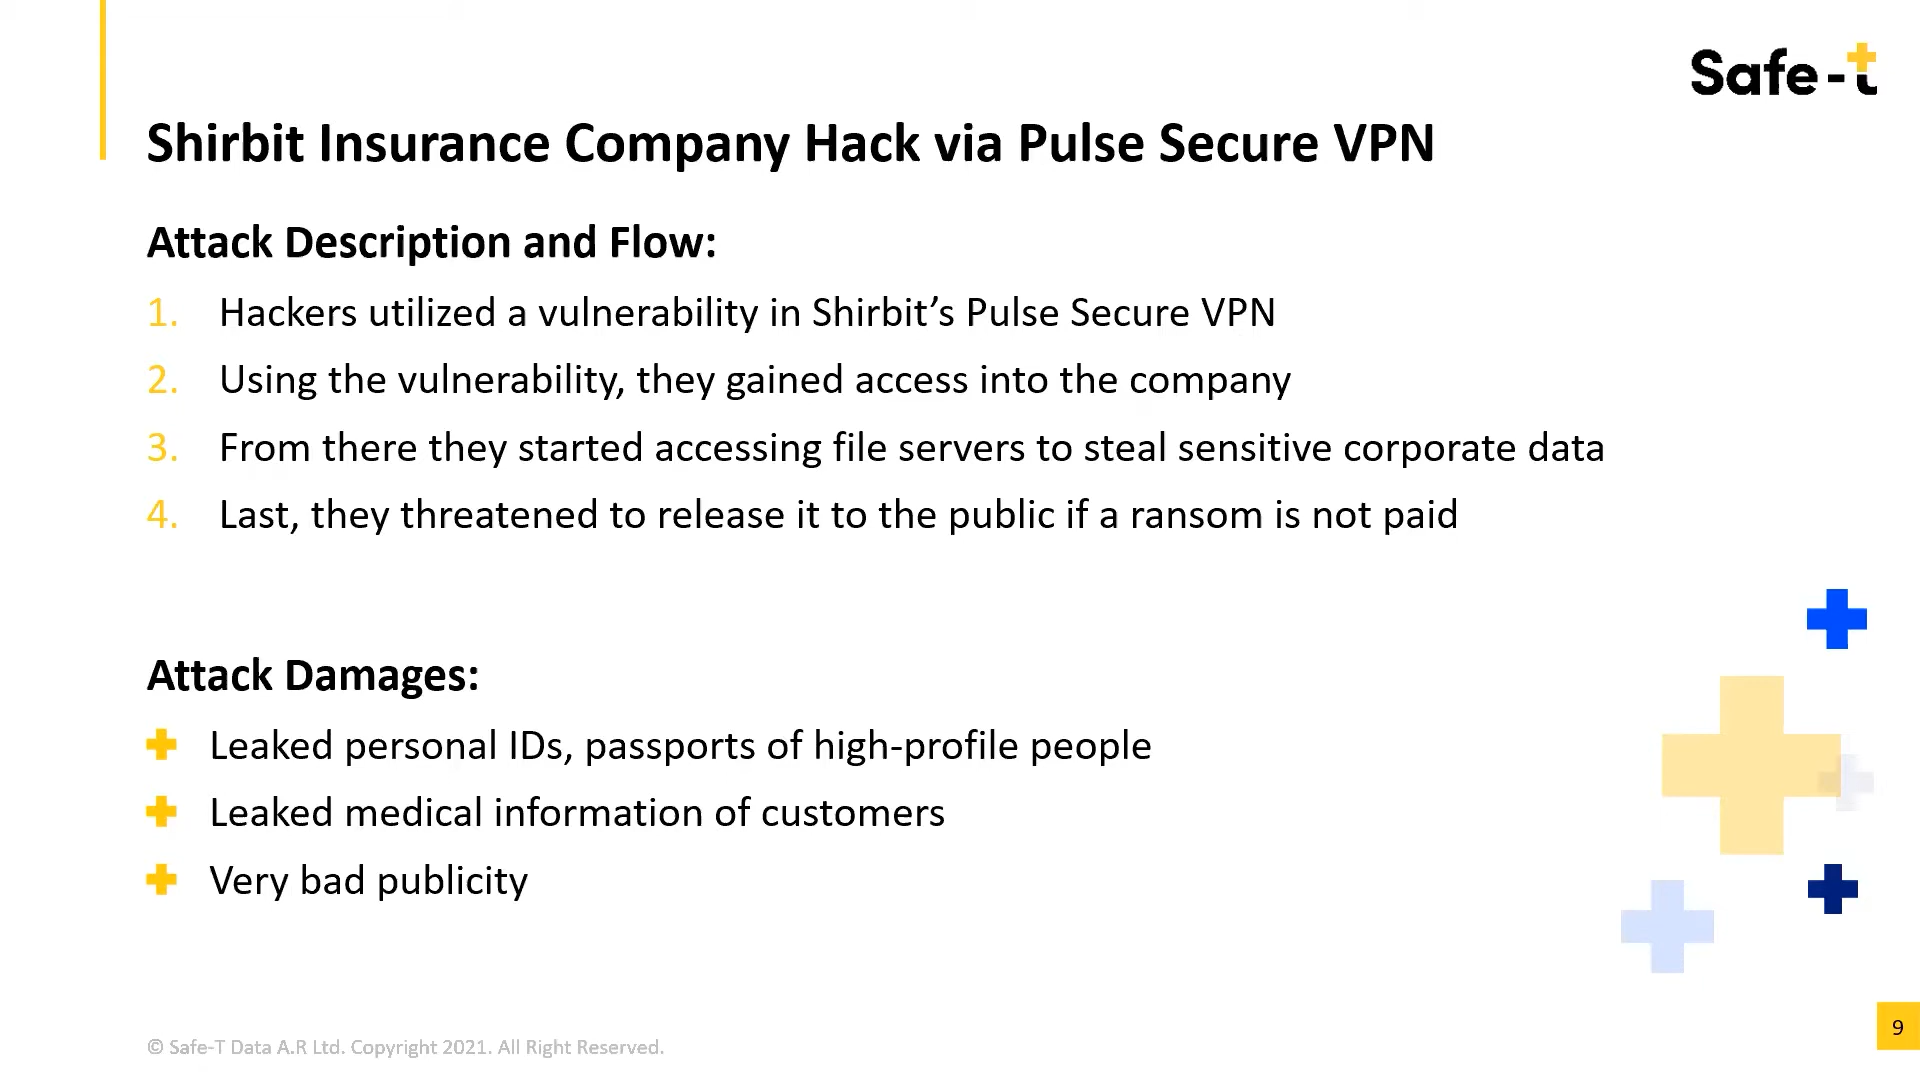 Safe-t
Shirbit Insurance Company Hack via Pulse Secure VPN
Attack Description and Flow:
1. Hackers utilized a vulnerability in Shirbit’s Pulse Secure VPN
2. Using the vulnerability, they gained access into the company
3. From there they started accessing file servers to steal sensitive corporate data
4. Last, they threatened to release it to the public if a ransom is not paid
Attack Damages:
Leaked personal IDs, passports of high-profile people
Leaked medical information of customers
Very bad publicity
© Safe-T Data A.R Ltd. Copyright 2021. All Right Reserved.
9